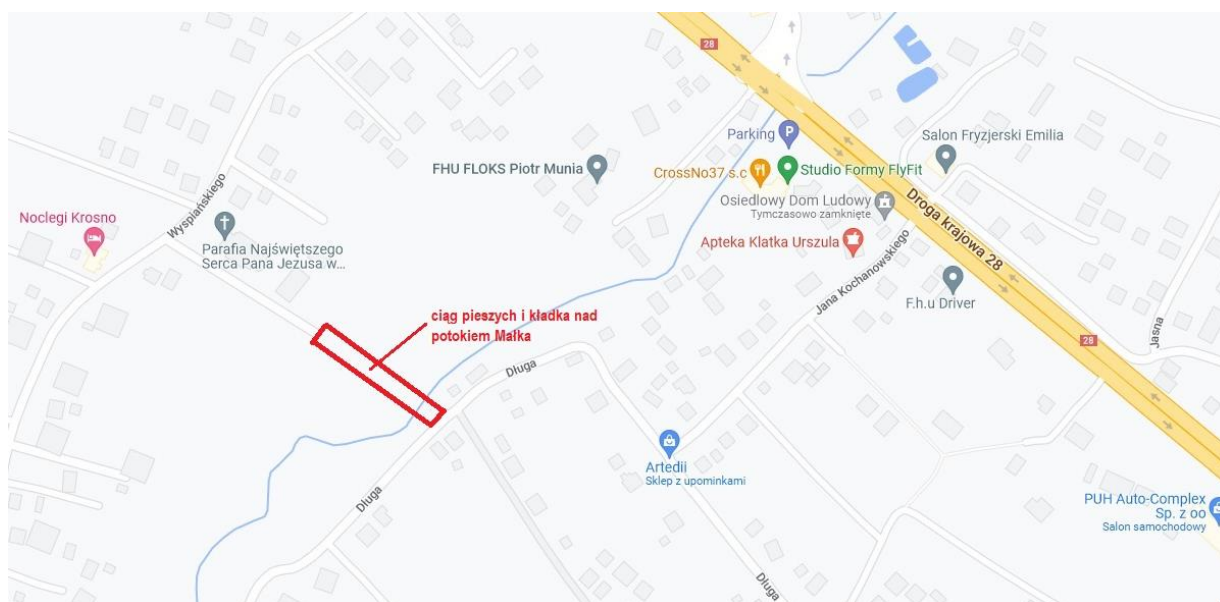 28
Parking
P
Salon Fryzjerski Emilia
FHU FLOKS Piotr Munia
CrossNo37 s.c
Studio Formy FlyFit
Wyspiańskiego
Osiedlowy Dom Ludowy
Tymczasowo zamknięte
Droga krajowa 28
Noclegi Krosno
Parafia Najświętszego
Serca Pana Jezusa w...
Apteka Klatka Urszula
Jana Kochanowskiego
F.h.u Driver
ciąg pieszych i kładka nad
potokiem Małka
Jasna
28
Długa
Artedii
Sklep z upominkami
Długa
PUH Auto-Complex
Sp. z oo
Salon samochodowy
Długa